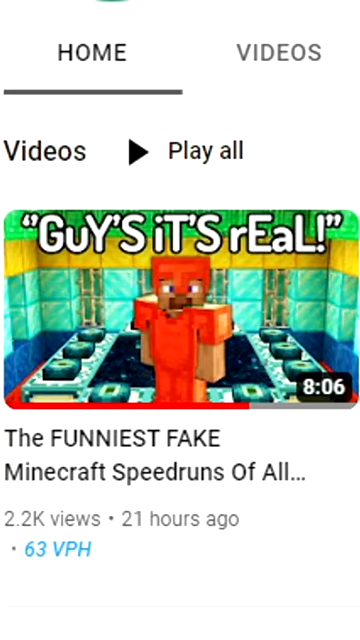 HOME VIDEOS
Videos Play all
"GuY'S iT'S rEaL!"
8:06
The FUNNIEST FAKE
Minecraft Speedruns Of All...
2.2K views • 21 hours ago
• 63 VPH